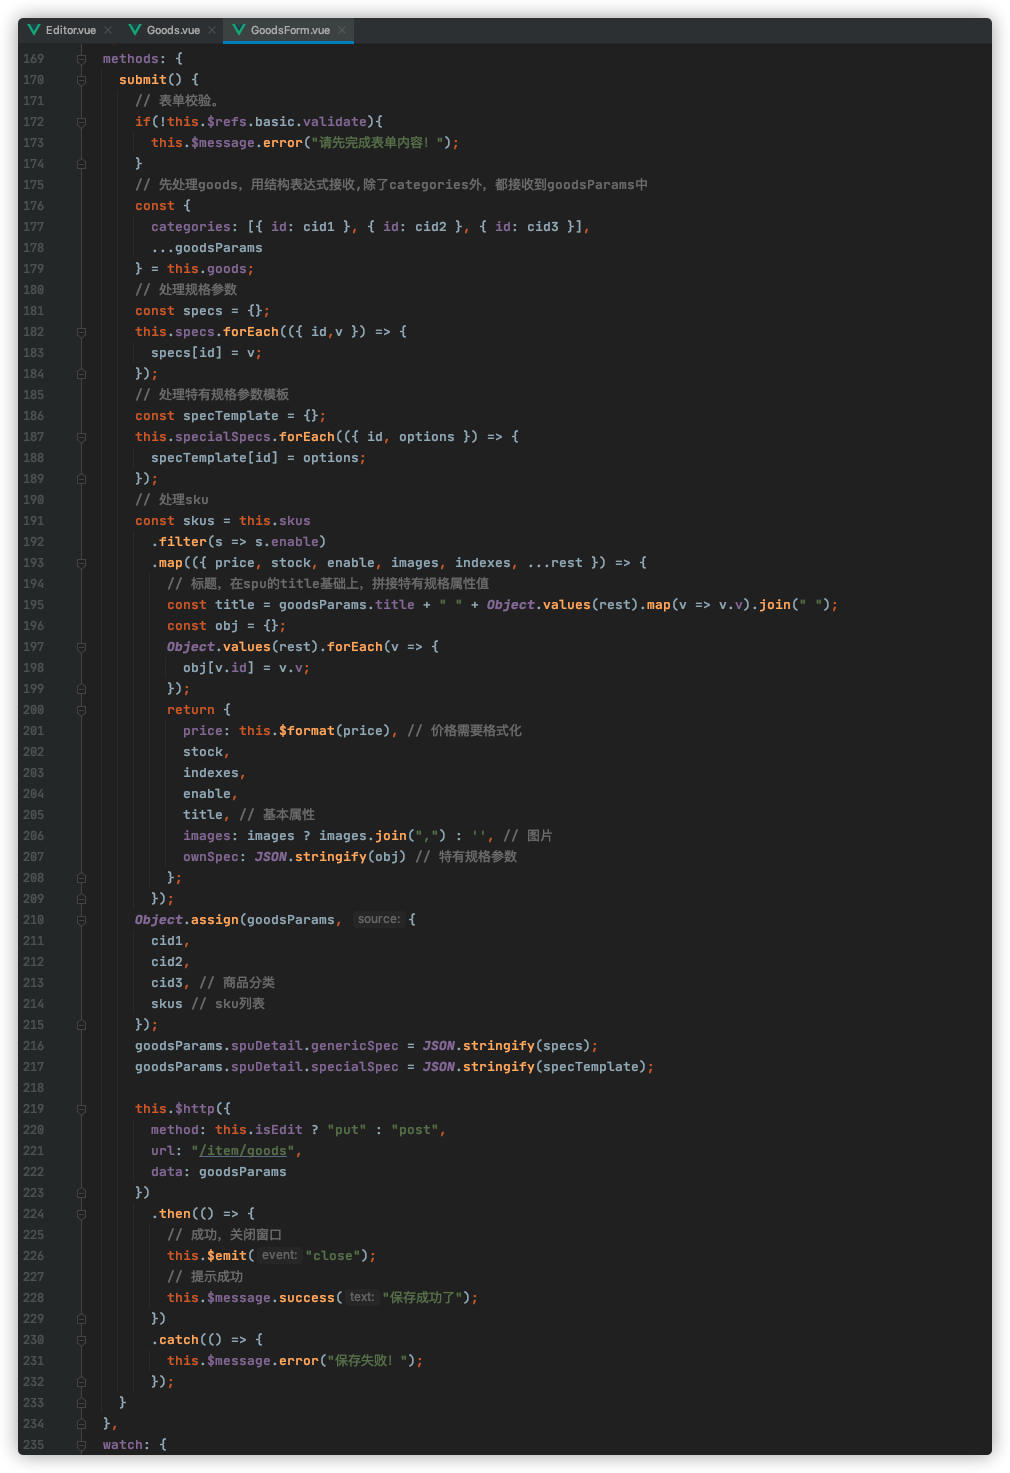 Editor.vue Goods.vue GoodsForm.vue
169 methods: {
170 submit() {
171 // 表单校验。
172 if(!this.$refs.basic.validate){
173 this.$message.error("请先完成表单内容！");
174 }
175 // 先处理goods，用结构表达式接收,除了categories外，都接收到goodsParams中
176 const {
177 categories: [{ id: cid1 }, { id: cid2 }, { id: cid3 }],
178 ...goodsParams
179 } = this.goods;
180 // 处理规格参数
181 const specs = {};
182 this.specs.forEach(({ id,v }) => {
183 specs[id] = v;
184 });
185 // 处理特有规格参数模板
186 const specTemplate = {};
187 this.specialSpecs.forEach(({ id, options }) => {
188 specTemplate[id] = options;
189 });
190 // 处理sku
191 const skus = this.skus
192 .filter(s => s.enable)
193 .map(({ price, stock, enable, images, indexes, ...rest }) => {
194 // 标题，在spu的title基础上，拼接特有规格属性值
195 const title = goodsParams.title + " " + Object.values(rest).map(v => v.v).join(" ");
196 const obj = {};
197 Object.values(rest).forEach(v => {
198 obj[v.id] = v.v;
199 });
200 return {
201 price: this.$format(price), // 价格需要格式化
202 stock,
203 indexes,
204 enable,
205 title, // 基本属性
206 images: images ? images.join(",") : '', // 图片
207 ownSpec: JSON.stringify(obj) // 特有规格参数
208 };
209 });
210 Object.assign(goodsParams, source: {
211 cid1,
212 cid2,
213 cid3, // 商品分类
214 skus // sku列表
215 });
216 goodsParams.spuDetail.genericSpec = JSON.stringify(specs);
217 goodsParams.spuDetail.specialSpec = JSON.stringify(specTemplate);
218
219 this.$http({
220 method: this.isEdit ? "put" : "post",
221 url: "/item/goods",
222 data: goodsParams
223 })
224 .then(() => {
225 // 成功，关闭窗口
226 this.$emit( event: "close");
227 // 提示成功
228 this.$message.success( text: "保存成功了");
229 })
230 .catch(() => {
231 this.$message.error("保存失败！");
232 });
233 }
234 },
235 watch: {